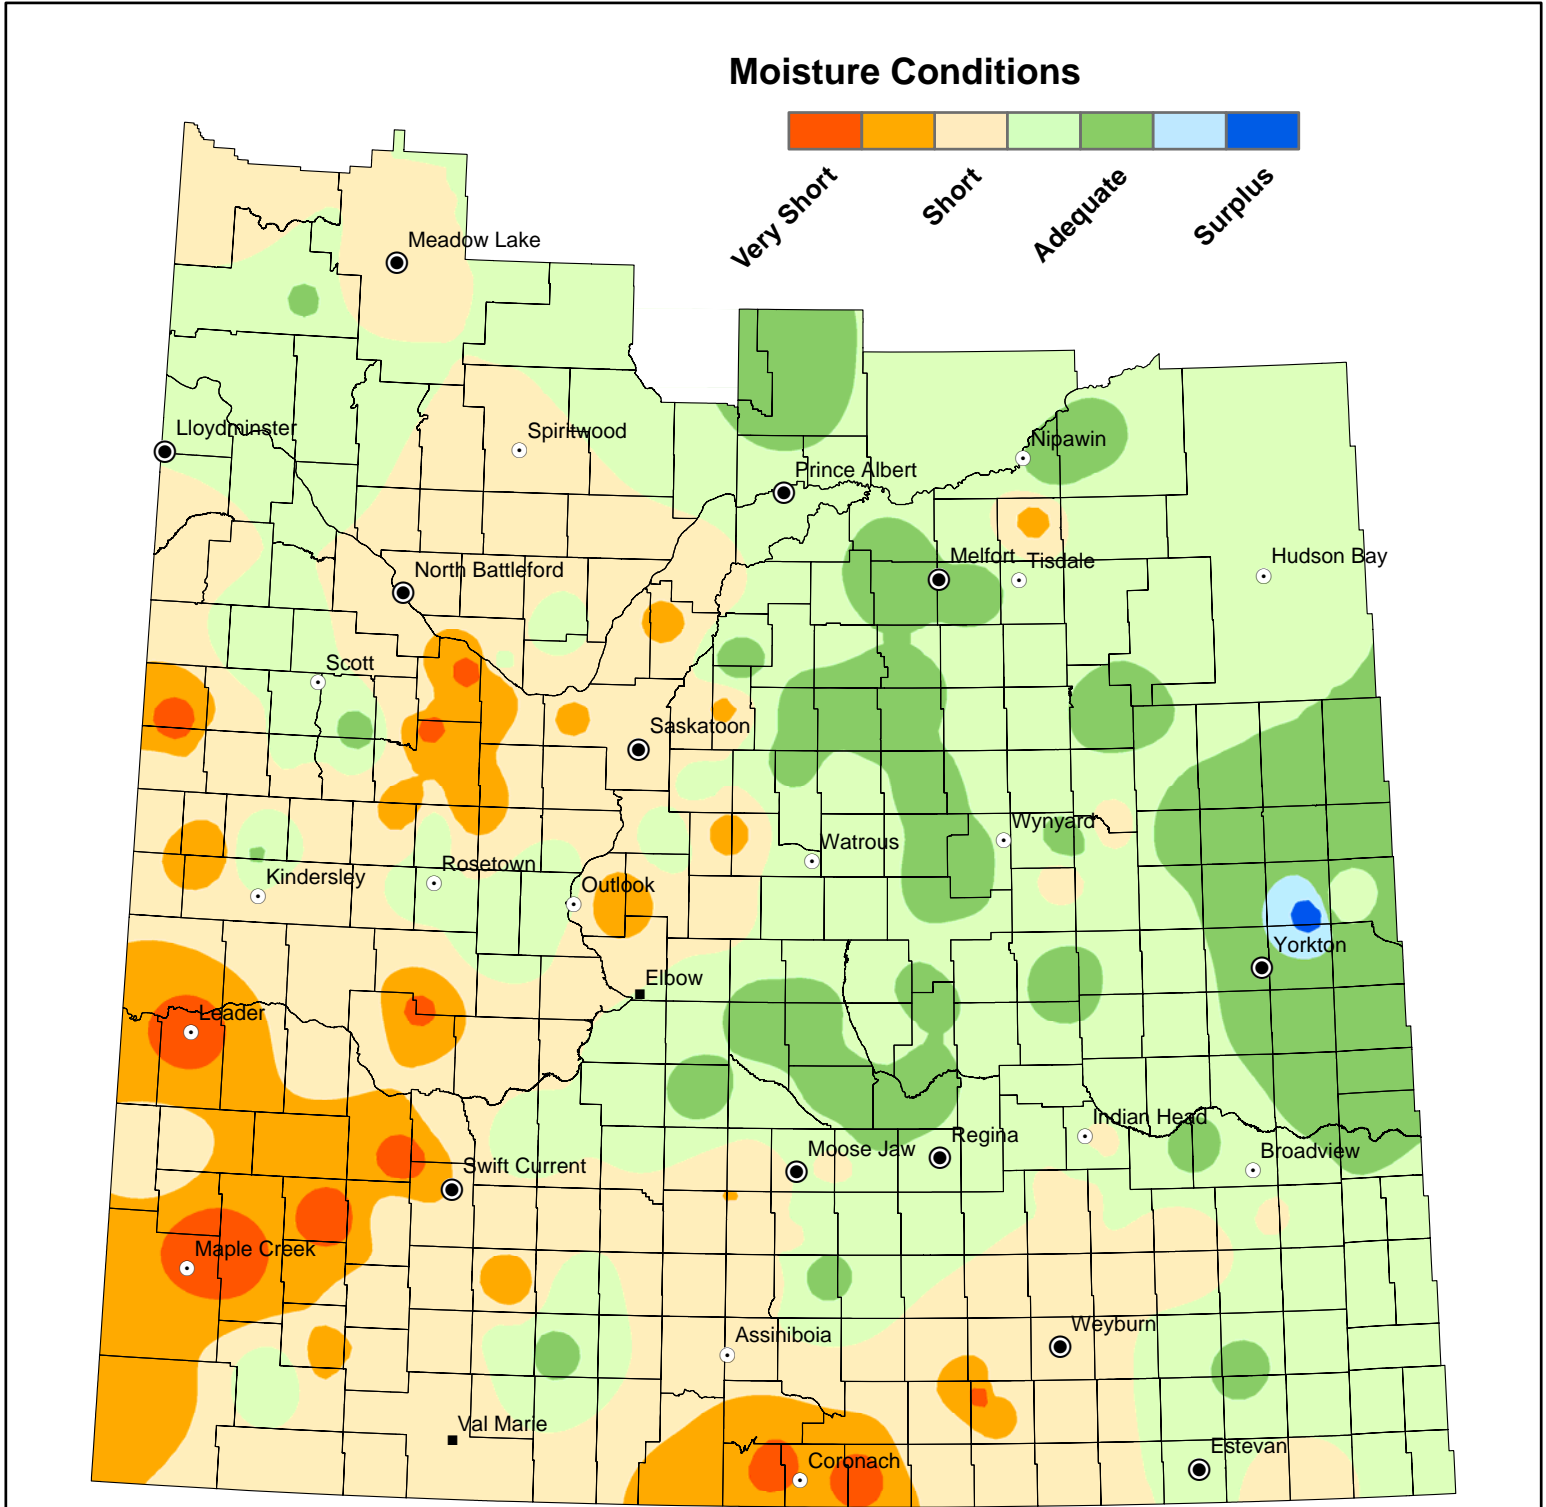 Moisture Conditions
Very Short
Short
Adequate
Surplus
Meadow Lake
Lloydminster
Spiritwood
Nipawin
Prince Albert
Melfort
Tisdale
Hudson Bay
North Battleford
Scott
Saskatoon
Wynyard
Watrous
Rosetown
Kindersley
Outlook
Yorkton
Elbow
Leader
Indian Head
Regina
Moose Jaw
Broadview
Swift Current
Maple Creek
Weyburn
Assiniboia
Val Marie
Estevan
Coronach